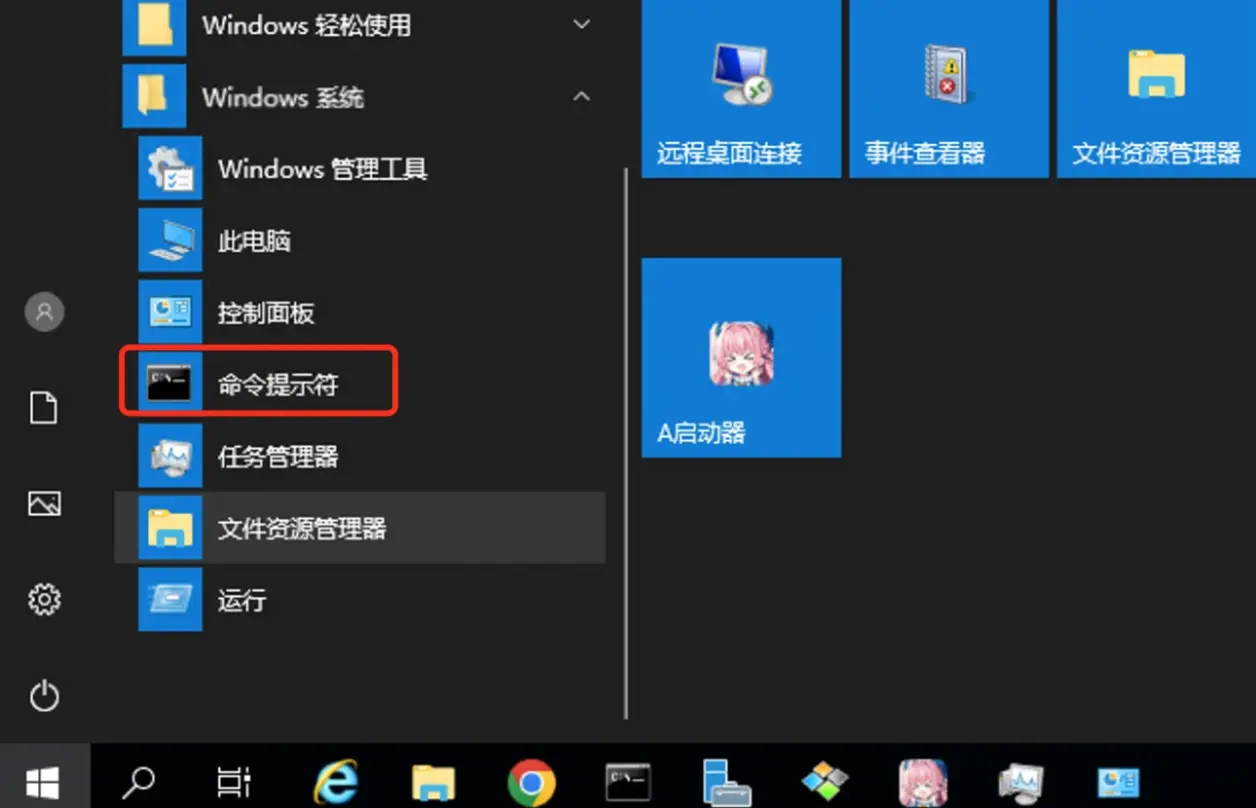 Windows 轻松使用
Windows 系统
Windows 管理工具
此电脑
控制面板
命令提示符
任务管理器
文件资源管理器
运行
远程桌面连接
事件查看器
文件资源管理器
A启动器